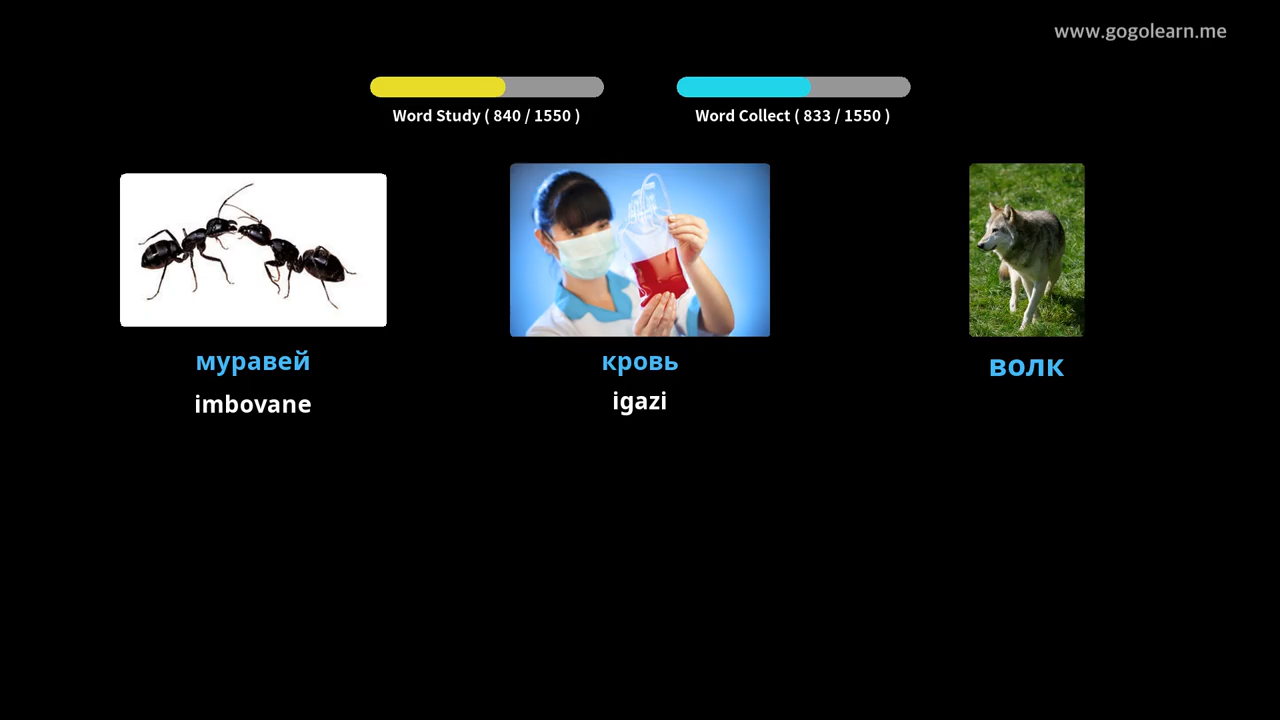 www.gogolearn.me
Word Study ( 840 / 1550 )
Word Collect ( 833 / 1550 )
муравей
imbovane
кровь
igazi
волк